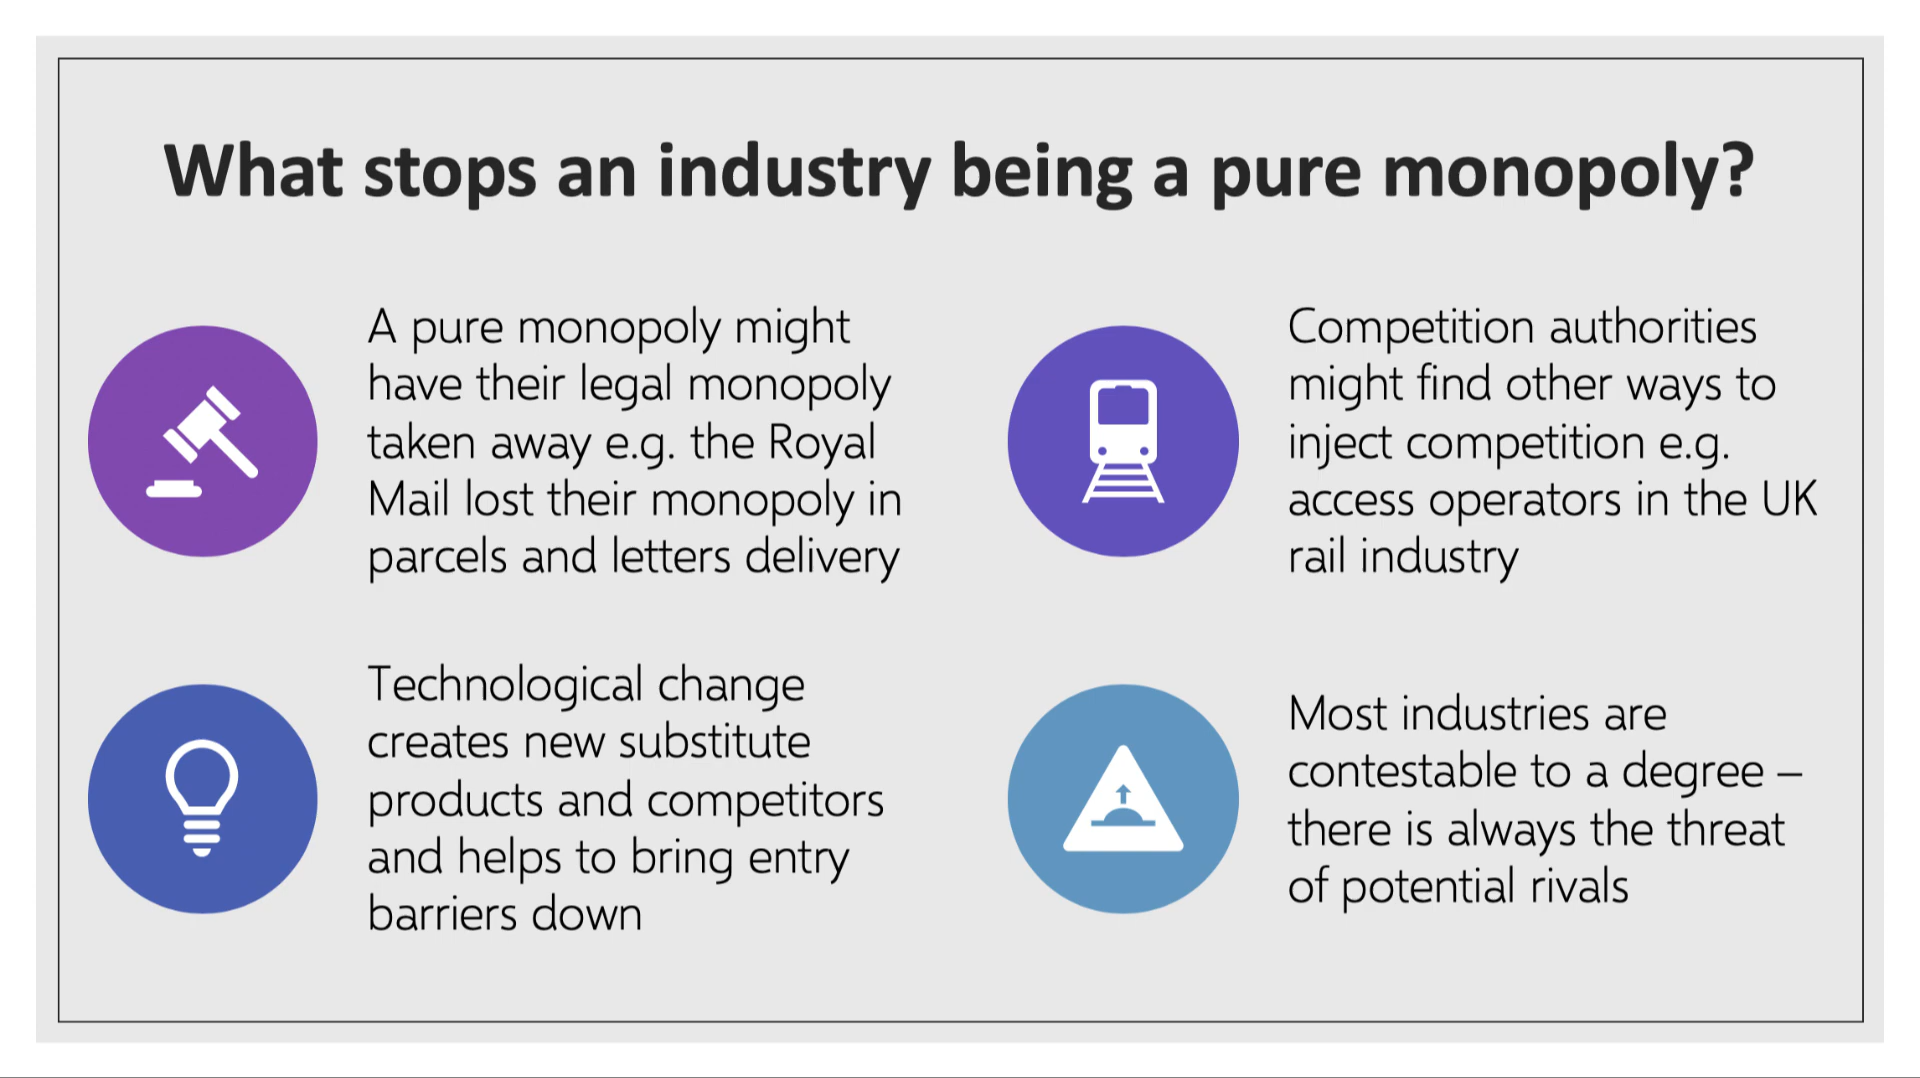 What stops an industry being a pure monopoly?
A pure monopoly might
have their legal monopoly
taken away e.g. the Royal
Mail lost their monopoly in
parcels and letters delivery
Competition authorities
might find other ways to
inject competition e.g.
access operators in the UK
rail industry
Technological change
creates new substitute
products and competitors
and helps to bring entry
barriers down
Most industries are
contestable to a degree –
there is always the threat
of potential rivals